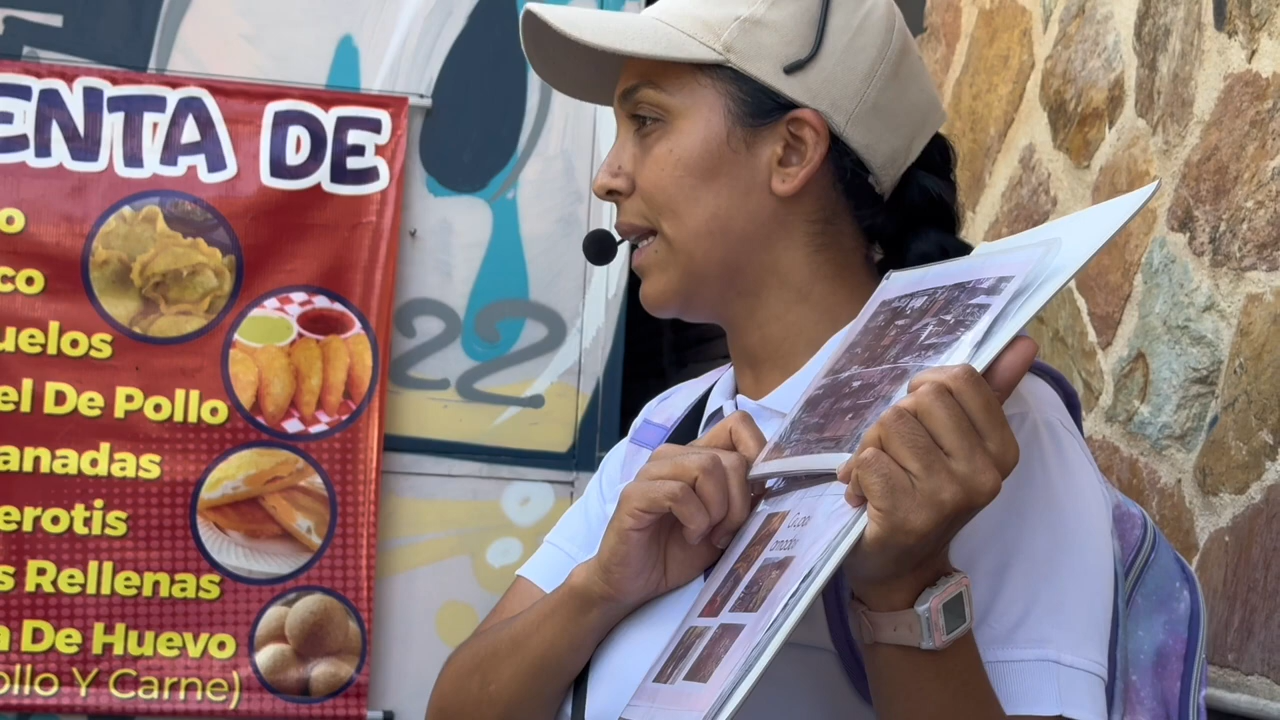 ENTA DE
o
co
uelos
el De Pollo
anadas
erotis
s Rellenas
a De Huevo
ollo Y Carne)
22